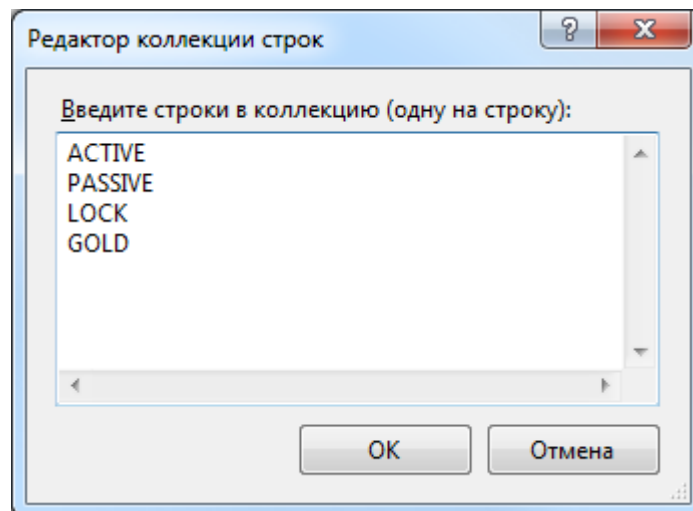 Редактор коллекции строк
Введите строки в коллекцию (одну на строку):
ACTIVE
PASSIVE
LOCK
GOLD
OK Отмена